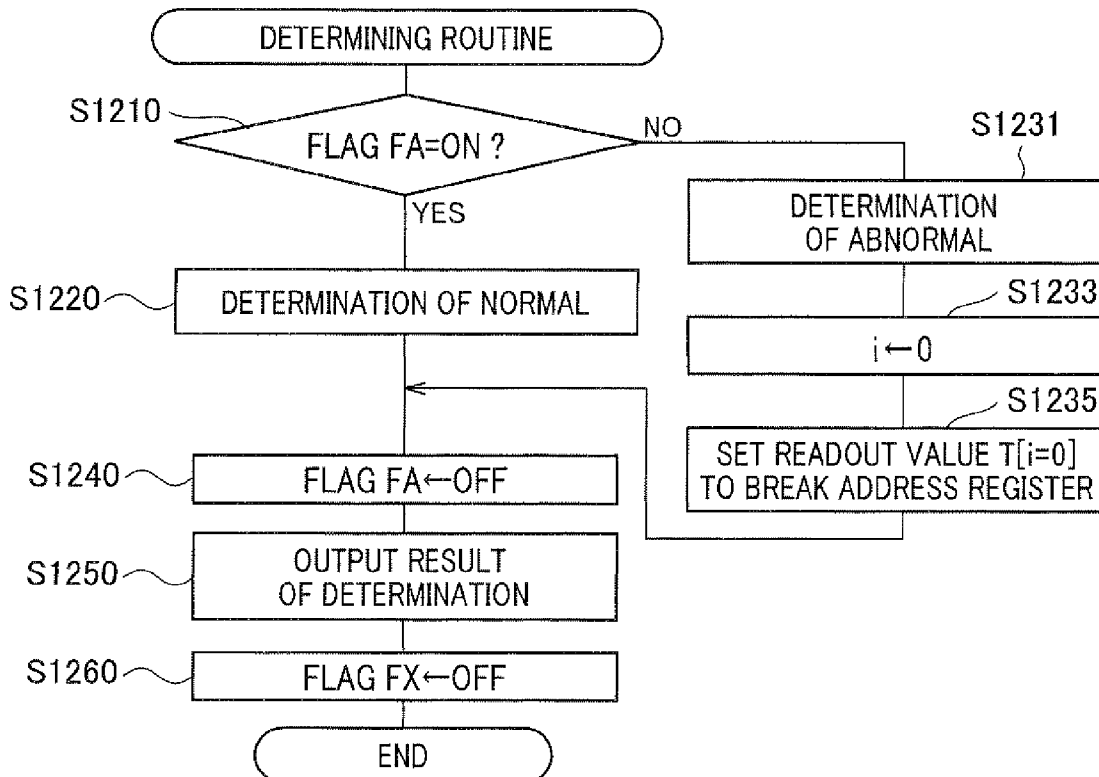 DETERMINING ROUTINE
S1210
FLAG FA=ON ?
NO
YES
S1231
DETERMINATION
OF ABNORMAL
S1220
DETERMINATION OF NORMAL
S1233
i←0
S1235
SET READOUT VALUE T[i=0]
TO BREAK ADDRESS REGISTER
S1240
FLAG FA←OFF
S1250
OUTPUT RESULT
OF DETERMINATION
S1260
FLAG FX←OFF
END